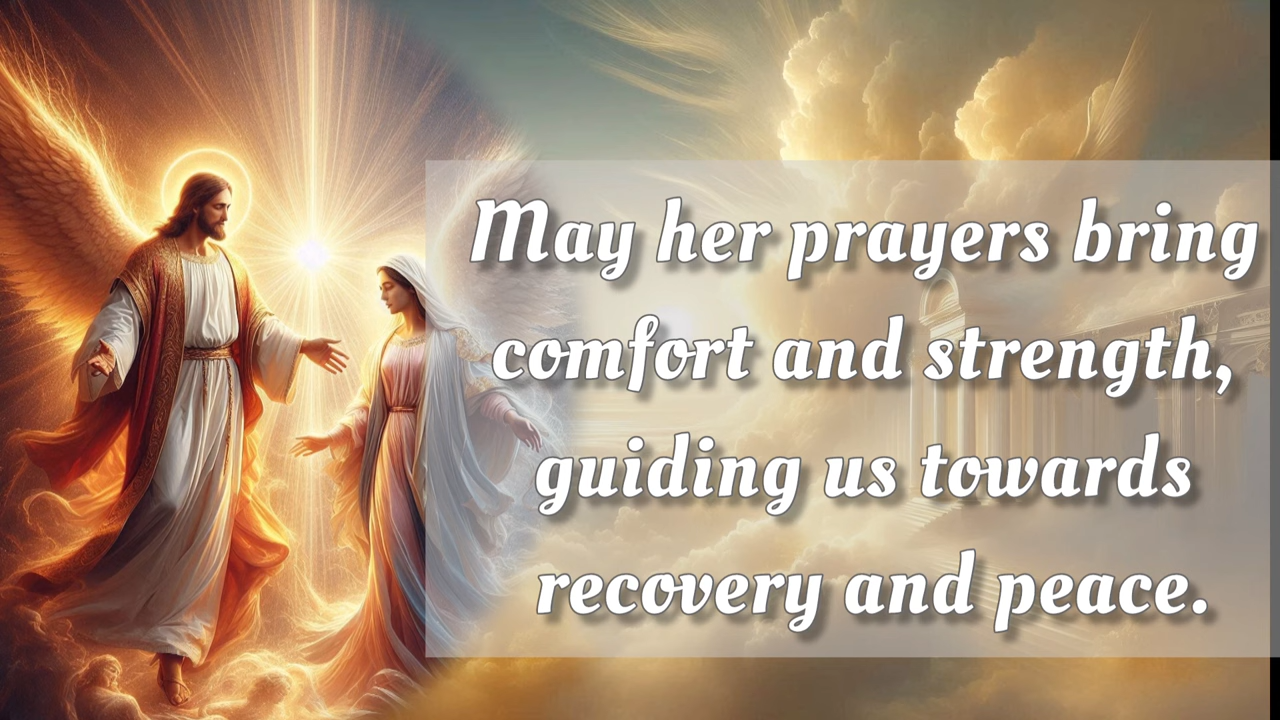 May her prayers bring
comfort and strength,
guiding us towards
recovery and peace.